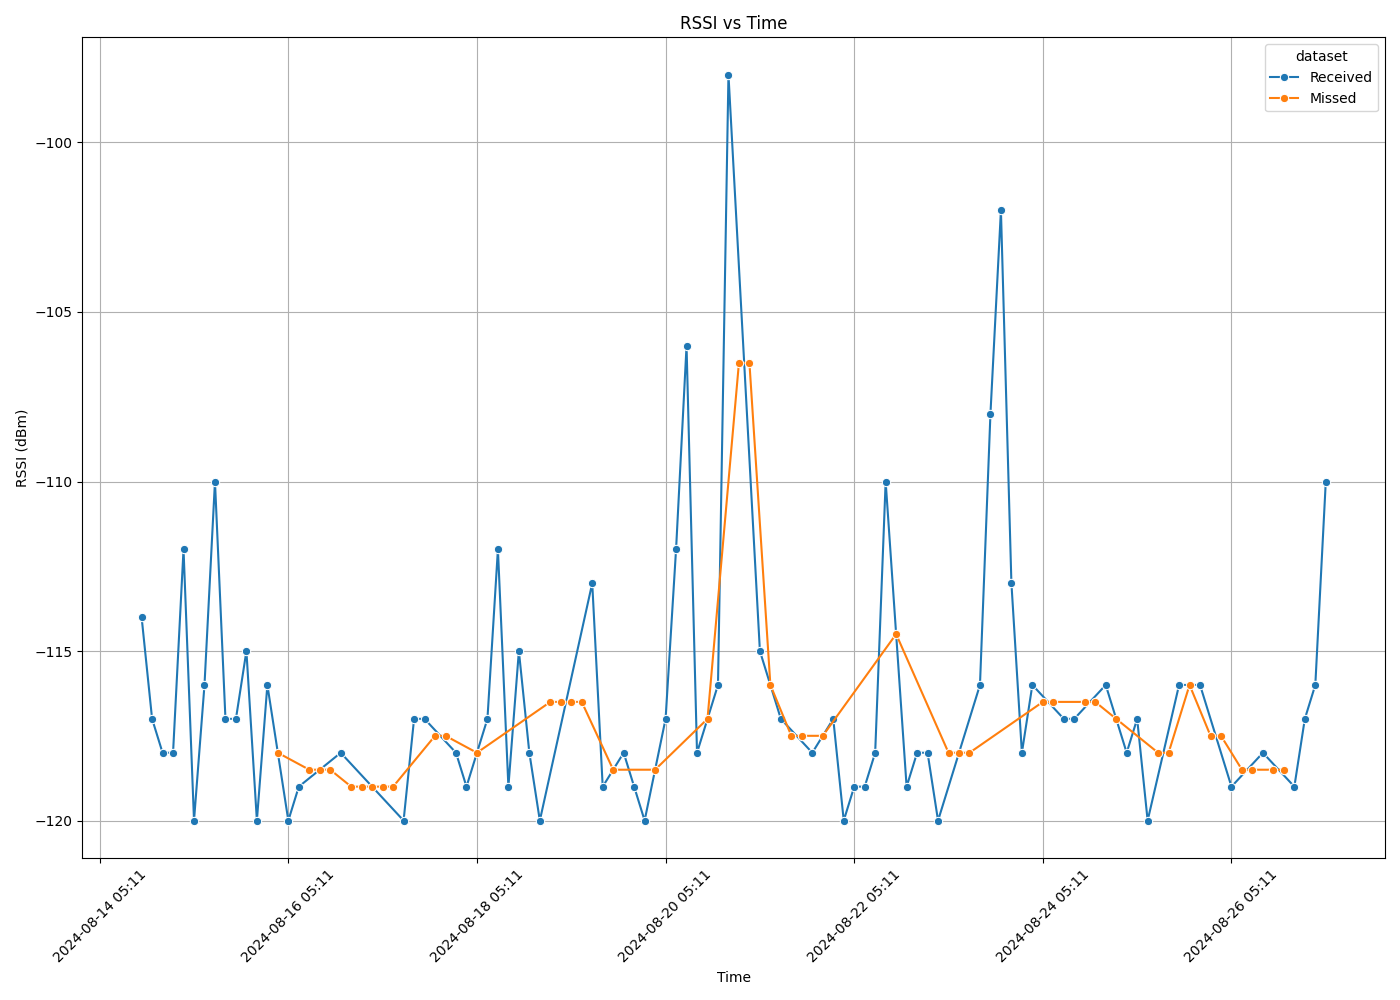 RSSI vs Time
dataset
Received
Missed
RSSI (dBm)
−100
−105
−110
−115
−120
2024-08-14 05:11
2024-08-16 05:11
2024-08-18 05:11
2024-08-20 05:11
2024-08-22 05:11
2024-08-24 05:11
2024-08-26 05:11
Time